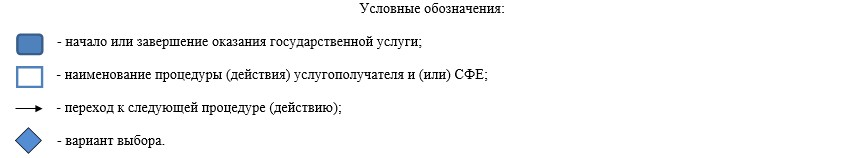 Условные обозначения:
- начало или завершение оказания государственной услуги;
- наименование процедуры (действия) услугополучателя и (или) СФЕ;
- переход к следующей процедуре (действию);
- вариант выбора.